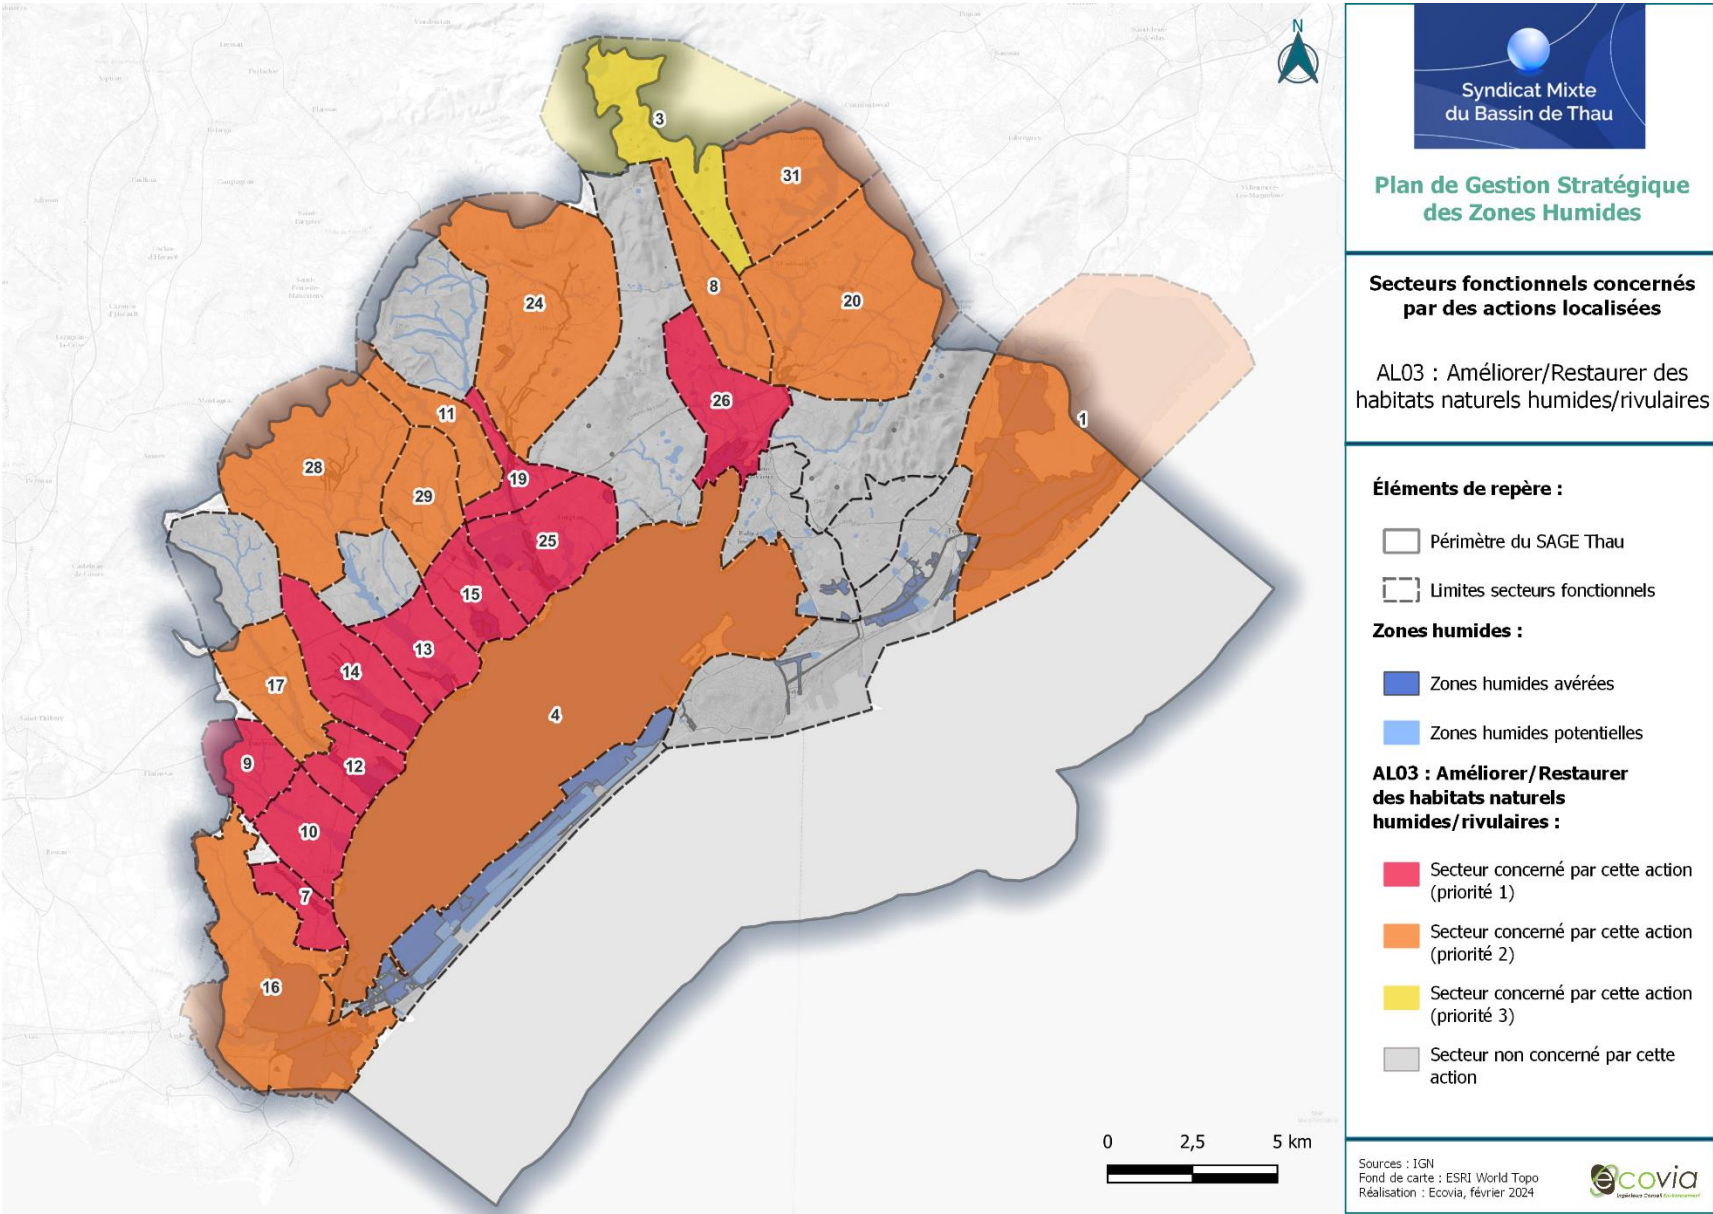 N
3
31
24
8
20
26
1
11
28
29
19
25
15
13
14
17
4
12
9
10
7
16
0 2,5 5 km
Syndicat Mixte
du Bassin de Thau
Plan de Gestion Stratégique
des Zones Humides
Secteurs fonctionnels concernés
par des actions localisées
AL03 : Améliorer/Restaurer des
habitats naturels humides/rivulaires
Éléments de repère :
Périmètre du SAGE Thau
Limites secteurs fonctionnels
Zones humides :
Zones humides avérées
Zones humides potentielles
AL03 : Améliorer/Restaurer
des habitats naturels
humides/rivulaires :
Secteur concerné par cette action
(priorité 1)
Secteur concerné par cette action
(priorité 2)
Secteur concerné par cette action
(priorité 3)
Secteur non concerné par cette
action
Sources : IGN
Fond de carte : ESRI World Topo
Réalisation : Ecovia, février 2024
ecovia
Ingénieurs Conseil Environnement